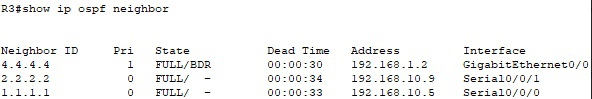 R3#show ip ospf neighbor
Neighbor ID     Pri   State           Dead Time   Address         Interface
4.4.4.4           1   FULL/BDR        00:00:30    192.168.1.2     GigabitEthernet0/0
2.2.2.2           0   FULL/  -        00:00:34    192.168.10.9    Serial0/0/1
1.1.1.1           0   FULL/  -        00:00:33    192.168.10.5    Serial0/0/0